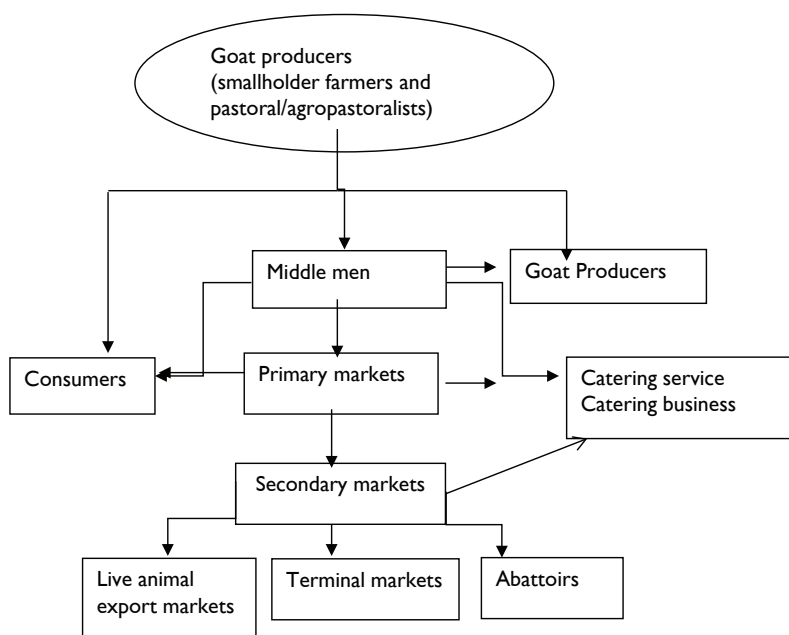 Goat producers
(smallholder farmers and
pastoral/agropastoralists)
Middle men
Goat Producers
Consumers
Primary markets
Catering service
Catering business
Secondary markets
Live animal
export markets
Terminal markets
Abattoirs